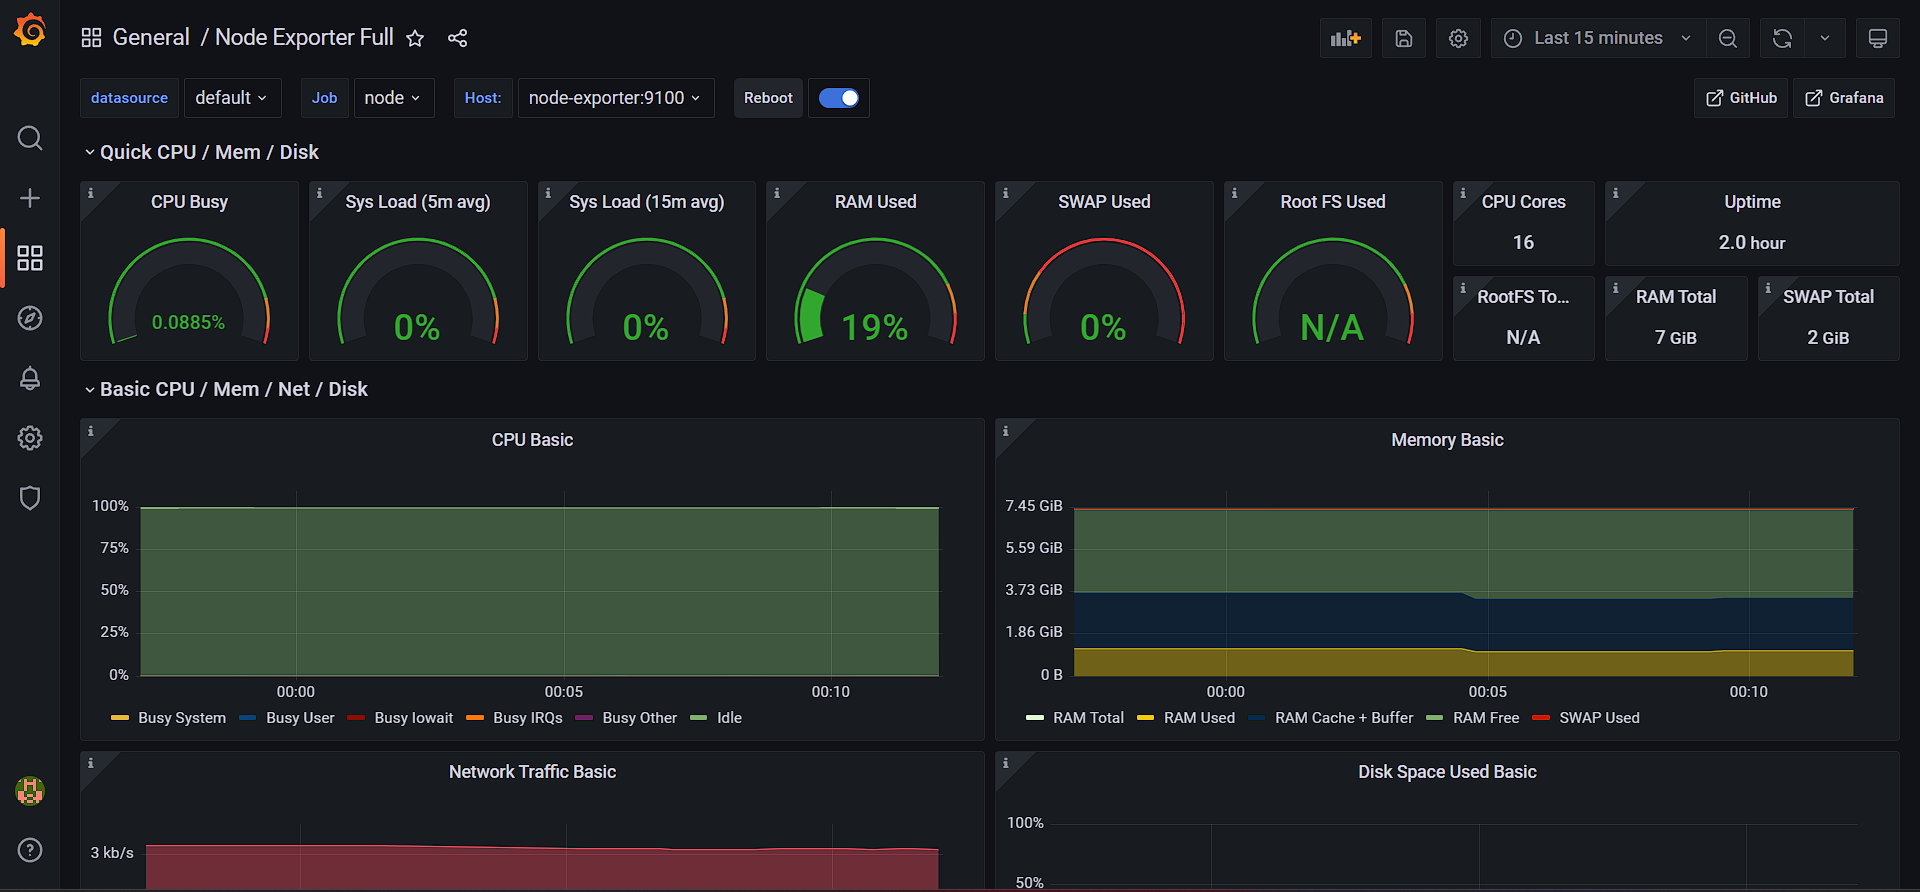 General / Node Exporter Full
Last 15 minutes
datasource default Job node Host: node-exporter:9100 Reboot
GitHub Grafana
Quick CPU / Mem / Disk
CPU Busy
0.0885%
Sys Load (5m avg)
0%
Sys Load (15m avg)
0%
RAM Used
19%
SWAP Used
0%
Root FS Used
N/A
CPU Cores
16
Uptime
2.0 hour
RootFS To...
N/A
RAM Total
7 GiB
SWAP Total
2 GiB
Basic CPU / Mem / Net / Disk
CPU Basic
100%
75%
50%
25%
0%
00:00 00:05 00:10
Busy System Busy User Busy Iowait Busy IRQs Busy Other Idle
Memory Basic
7.45 GiB
5.59 GiB
3.73 GiB
1.86 GiB
0 B
00:00 00:05 00:10
RAM Total RAM Used RAM Cache + Buffer RAM Free SWAP Used
Network Traffic Basic
3 kb/s
Disk Space Used Basic
100%
50%